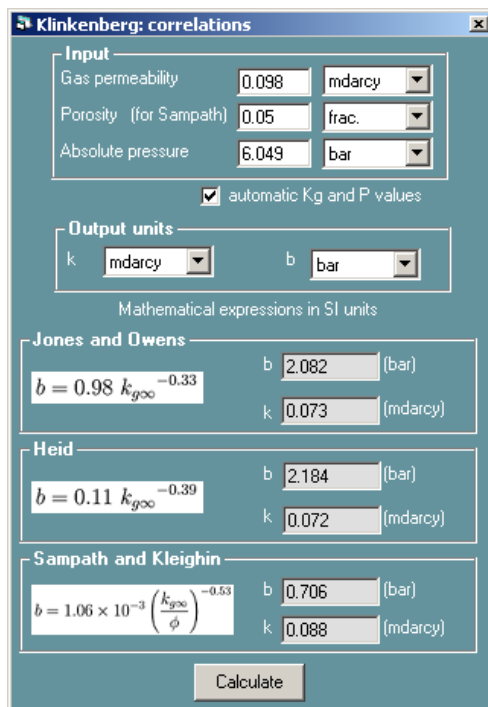 Klinkenberg: correlations
Input
Gas permeability 0.098 mdarcy
Porosity (for Sampath) 0.05 frac.
Absolute pressure 6.049 bar
automatic Kg and P values
Output units
k mdarcy b bar
Mathematical expressions in SI units
Jones and Owens
b = 0.98 k_{g∞}^{-0.33}
b 2.082 (bar)
k 0.073 (mdarcy)
Heid
b = 0.11 k_{g∞}^{-0.39}
b 2.184 (bar)
k 0.072 (mdarcy)
Sampath and Kleighin
b = 1.06 × 10^{-3} (k_{g∞}/φ)^{-0.53}
b 0.706 (bar)
k 0.088 (mdarcy)
Calculate